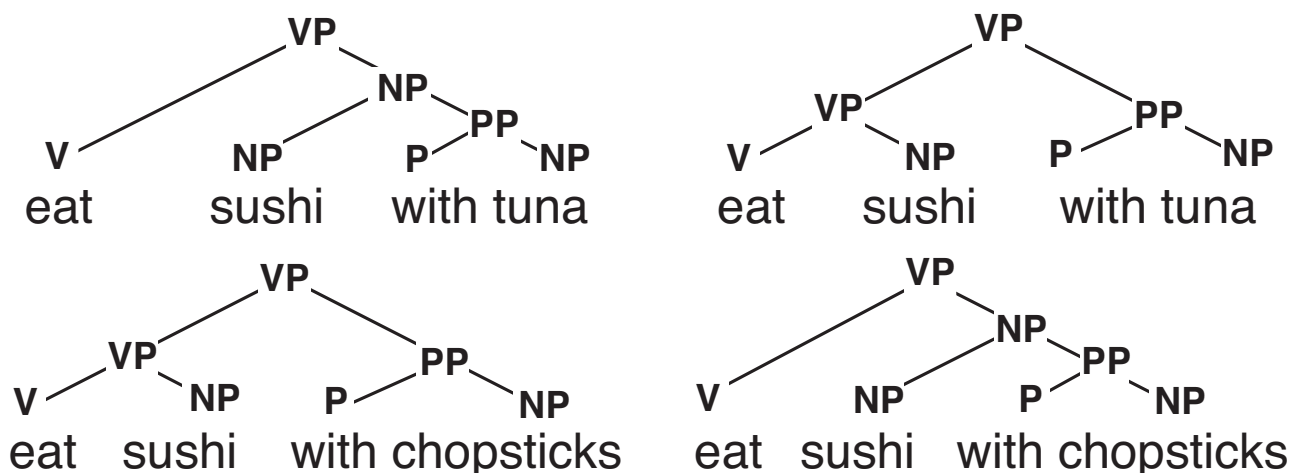 VP VP
NP
VP PP
PP
V NP P NP V NP P NP
eat sushi with tuna eat sushi with tuna
VP VP
NP
VP PP PP
V NP P NP V NP P NP
eat sushi with chopsticks eat sushi with chopsticks